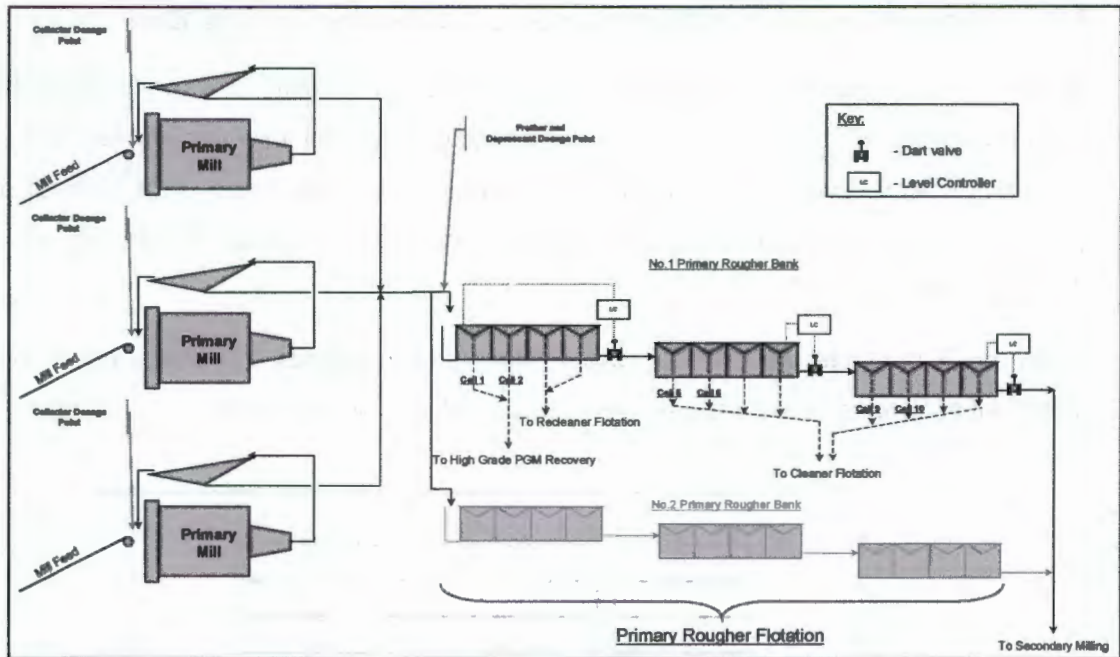 Collector Dosage
Point
Primary
Mill
Mill Feed
Collector Dosage
Point
Primary
Mill
Mill Feed
Collector Dosage
Point
Primary
Mill
Mill Feed
Frother and
Depressant Dosage Point
Key:
- Dart valve
LC
- Level Controller
No.1 Primary Rougher Bank
LC
LC
LC
Cell 1
Cell 2
Cell 5
Cell 6
Cell 9
Cell 10
To Recleaner Flotation
To High Grade PGM Recovery
To Cleaner Flotation
No.2 Primary Rougher Bank
Primary Rougher Flotation
To Secondary Milling